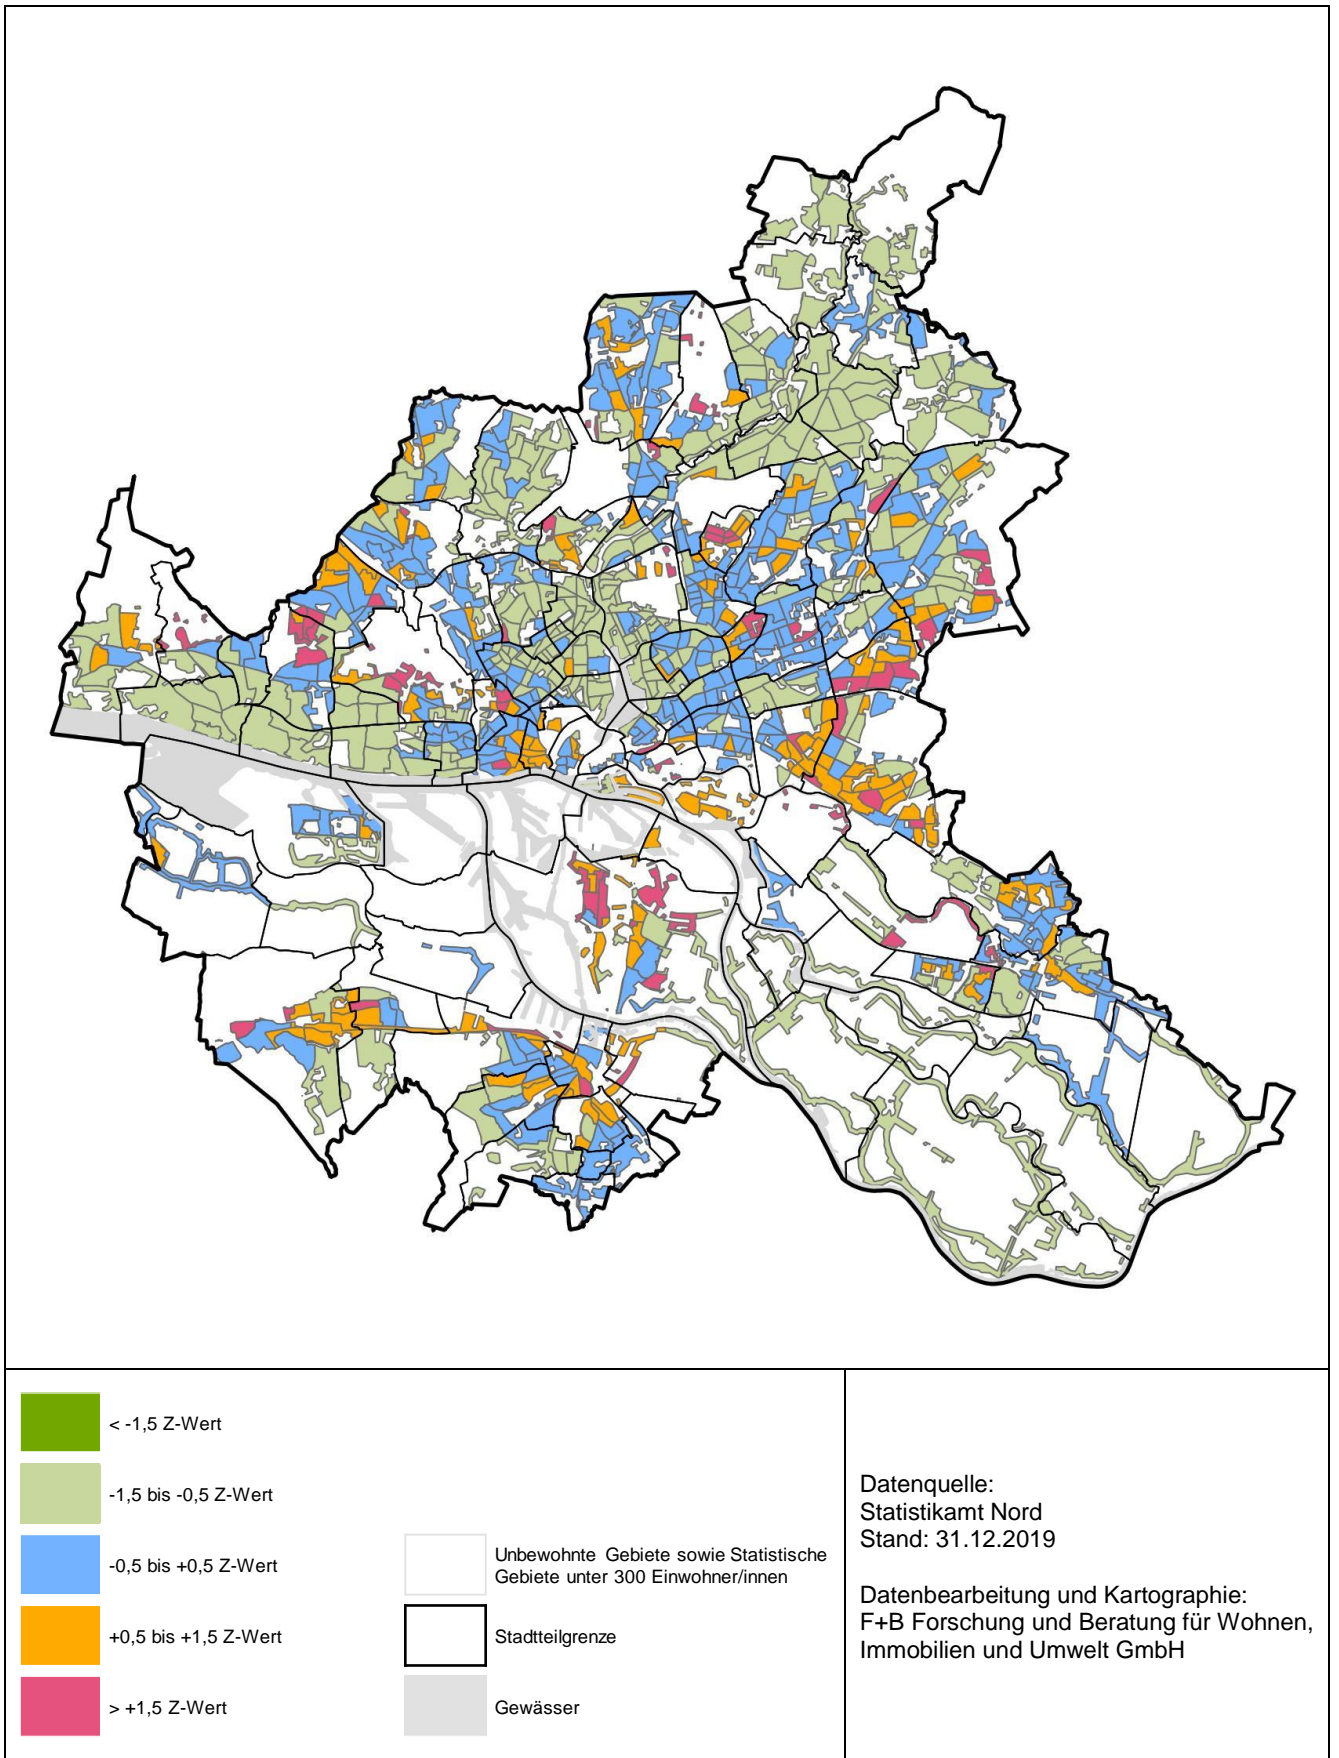 < -1,5 Z-Wert
-1,5 bis -0,5 Z-Wert
-0,5 bis +0,5 Z-Wert
+0,5 bis +1,5 Z-Wert
> +1,5 Z-Wert
Unbewohnte Gebiete sowie Statistische
Gebiete unter 300 Einwohner/innen
Stadtteilgrenze
Gewässer
Datenquelle:
Statistikamt Nord
Stand: 31.12.2019
Datenbearbeitung und Kartographie:
F+B Forschung und Beratung für Wohnen,
Immobilien und Umwelt GmbH